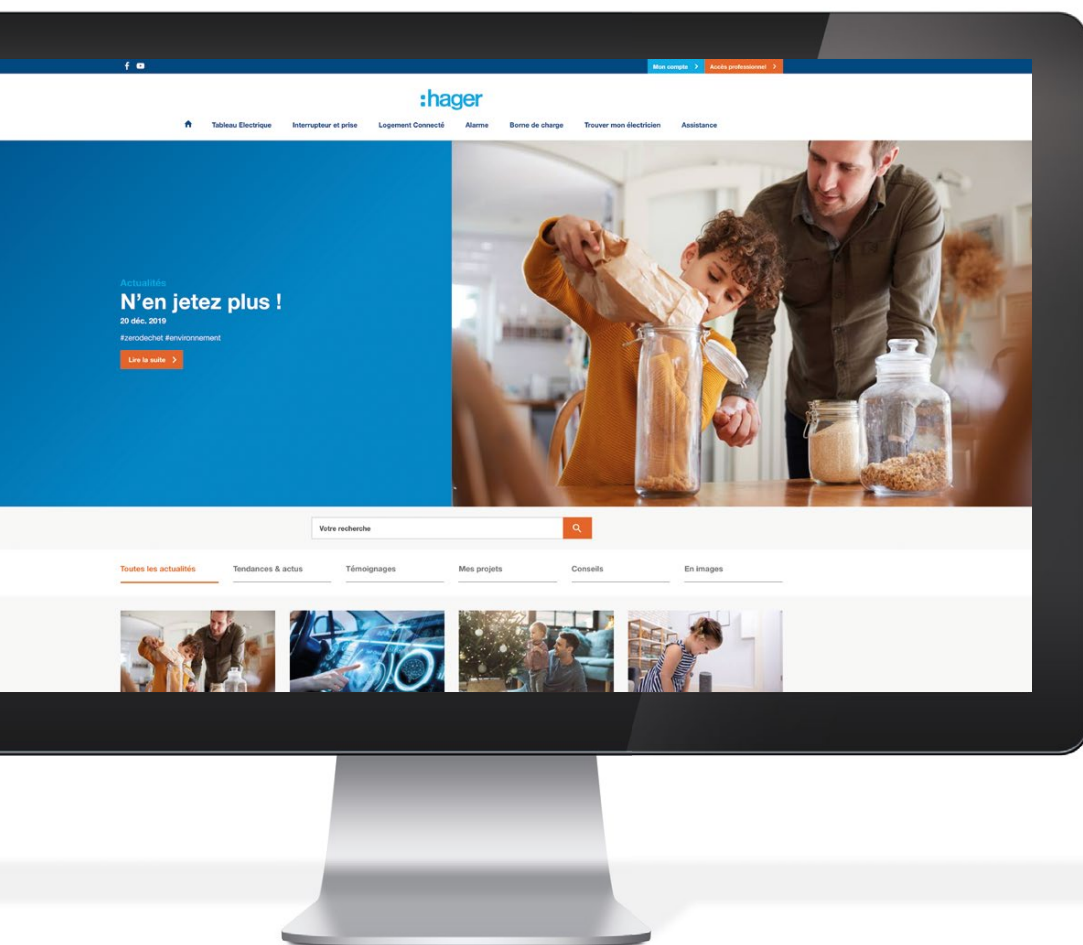 Mon compte
Accès professionnel
:hager
Tableau Electrique Interrupteur et prise Logement Connecté Alarme Borne de charge Trouver mon électricien Assistance
Actualités
N'en jetez plus !
20 déc. 2019
#zerodechet #environnement
Lire la suite
Votre recherche
Toutes les actualités Tendances & actus Témoignages Mes projets Conseils En images